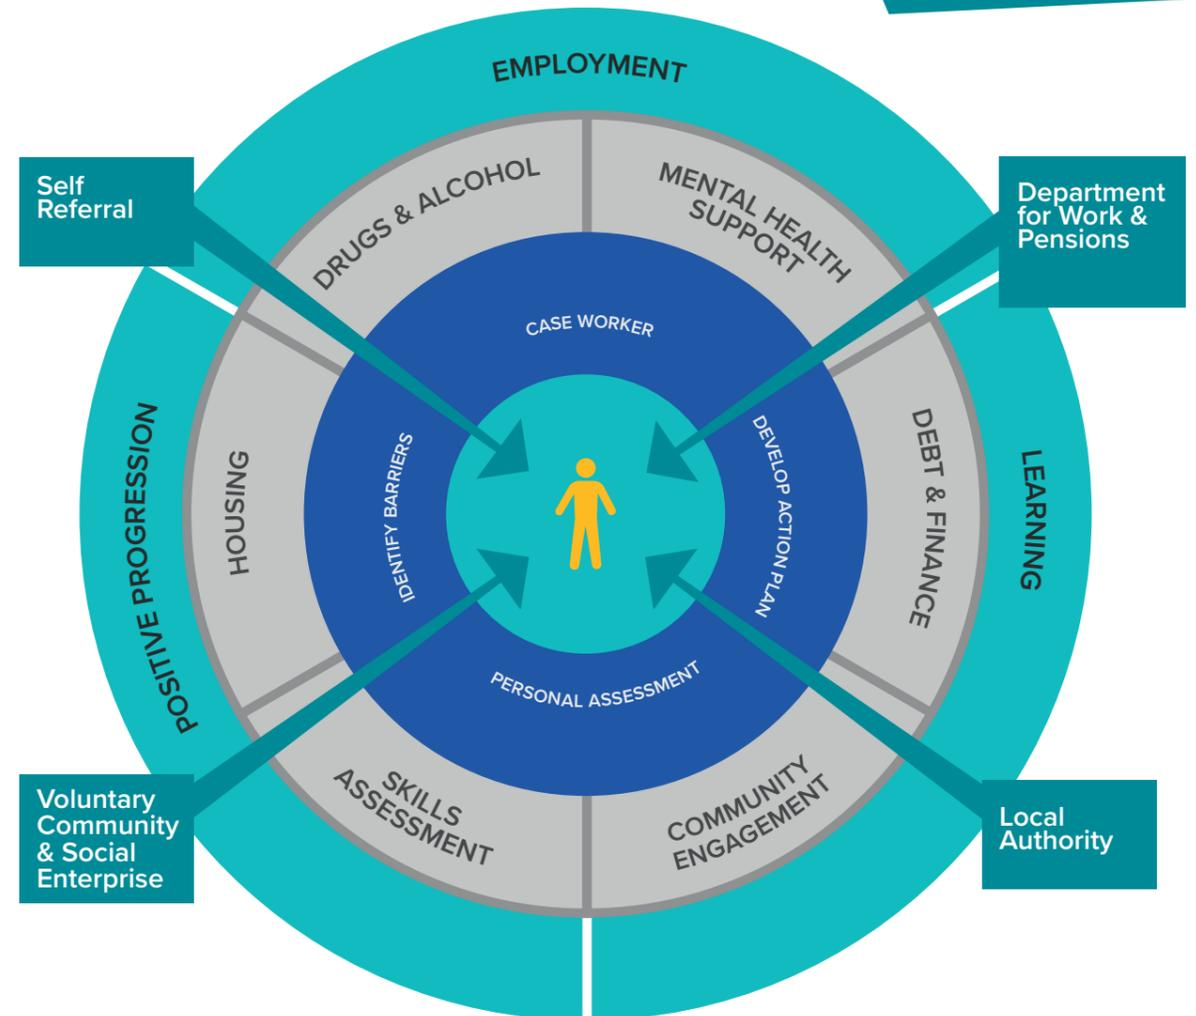 EMPLOYMENT
Self
Referral
Department
for Work &
Pensions
DRUGS & ALCOHOL
MENTAL HEALTH
SUPPORT
CASE WORKER
POSITIVE PROGRESSION
HOUSING
IDENTIFY BARRIERS
DEVELOP ACTION PLAN
DEBT & FINANCE
LEARNING
PERSONAL ASSESSMENT
SKILLS
ASSESSMENT
COMMUNITY
ENGAGEMENT
Voluntary
Community
& Social
Enterprise
Local
Authority